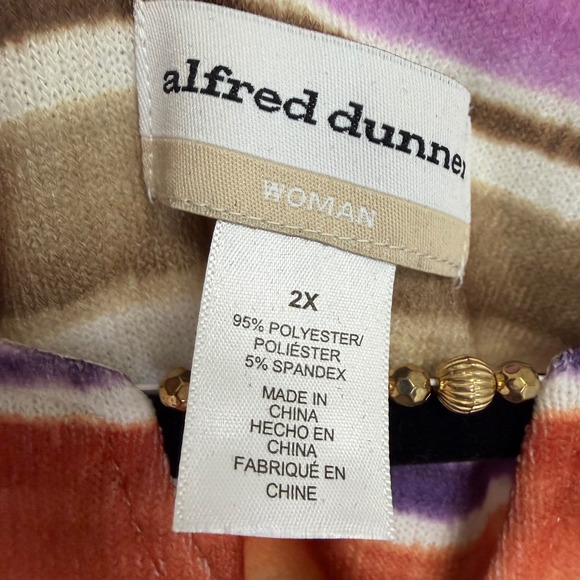 alfred dunner
WOMAN
2X
95% POLYESTER/
POLIÉSTER
5% SPANDEX
MADE IN
CHINA
HECHO EN
CHINA
FABRIQUÉ EN
CHINE